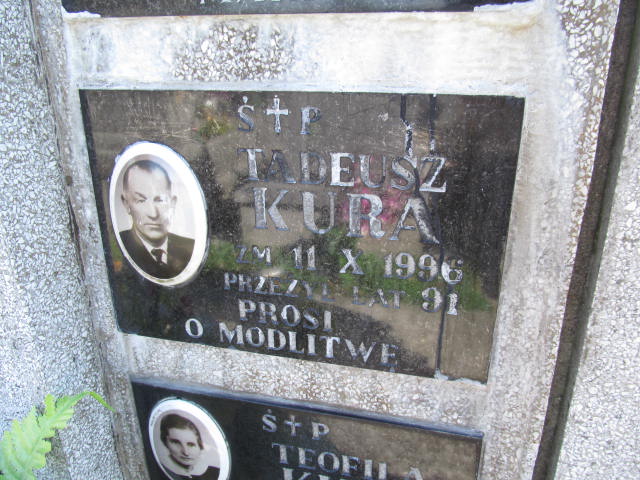 Ś✝P
TADEUSZ
KURA
ZM 11 X 1996
PRZEŻYŁ LAT 91
PROSI
O MODLITWĘ
Ś✝P
TEOFILA